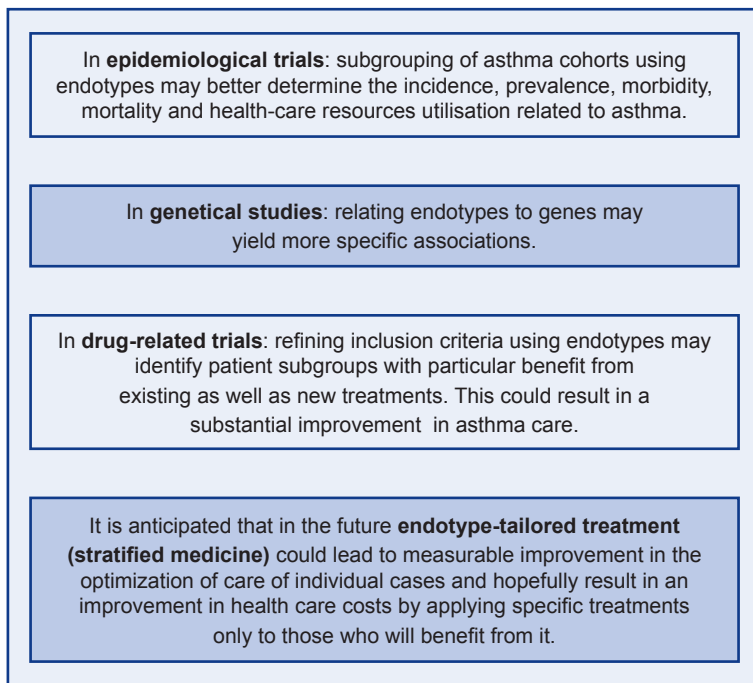 In epidemiological trials: subgrouping of asthma cohorts using
endotypes may better determine the incidence, prevalence, morbidity,
mortality and health-care resources utilisation related to asthma.
In genetical studies: relating endotypes to genes may
yield more specific associations.
In drug-related trials: refining inclusion criteria using endotypes may
identify patient subgroups with particular benefit from
existing as well as new treatments. This could result in a
substantial improvement in asthma care.
It is anticipated that in the future endotype-tailored treatment
(stratified medicine) could lead to measurable improvement in the
optimization of care of individual cases and hopefully result in an
improvement in health care costs by applying specific treatments
only to those who will benefit from it.